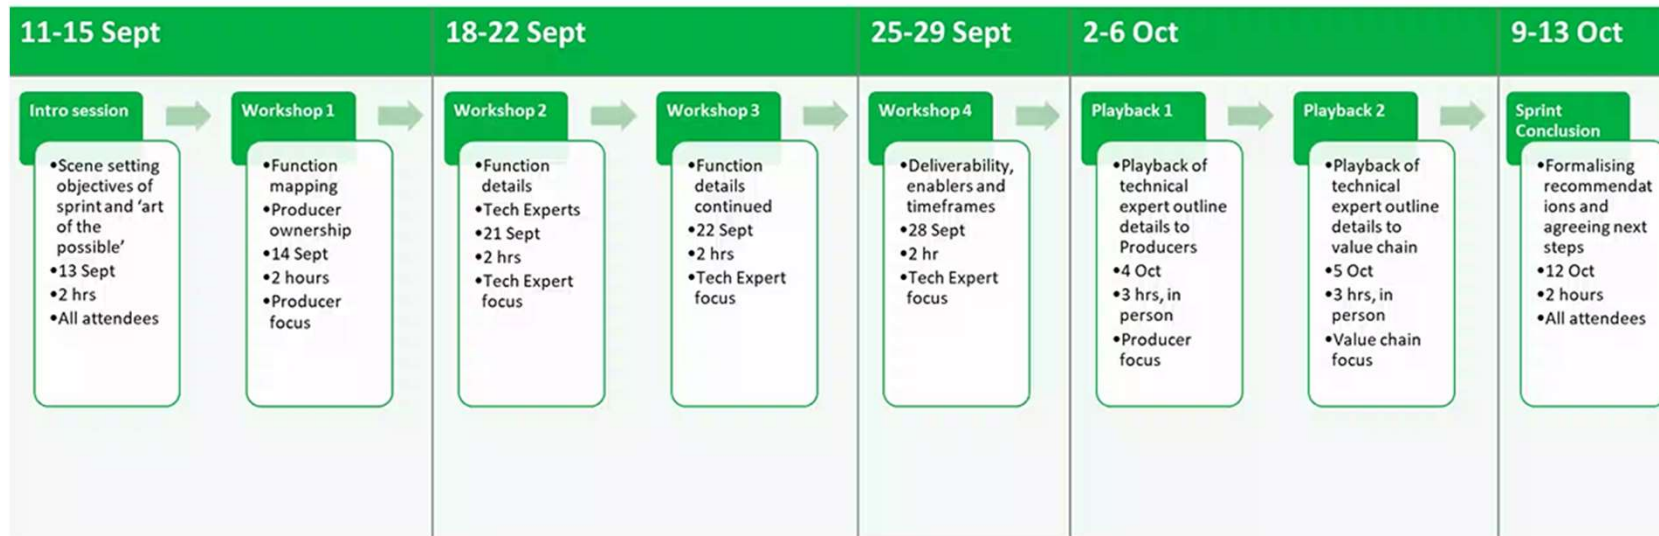 11-15 Sept
18-22 Sept
25-29 Sept
2-6 Oct
9-13 Oct
Intro session
•Scene setting
objectives of
sprint and ‘art
of the
possible’
•13 Sept
•2 hrs
•All attendees
Workshop 1
•Function
mapping
•Producer
ownership
•14 Sept
•2 hours
•Producer
focus
Workshop 2
•Function
details
•Tech Experts
•21 Sept
•2 hrs
•Tech Expert
focus
Workshop 3
•Function
details
continued
•22 Sept
•2 hrs
•Tech Expert
focus
Workshop 4
•Deliverability,
enablers and
timeframes
•28 Sept
•2 hr
•Tech Expert
focus
Playback 1
•Playback of
technical
expert outline
details to
Producers
•4 Oct
•3 hrs, in
person
•Producer
focus
Playback 2
•Playback of
technical
expert outline
details to
value chain
•5 Oct
•3 hrs, in
person
•Value chain
focus
Sprint
Conclusion
•Formalising
recommendat
ions and
agreeing next
steps
•12 Oct
•2 hours
•All attendees